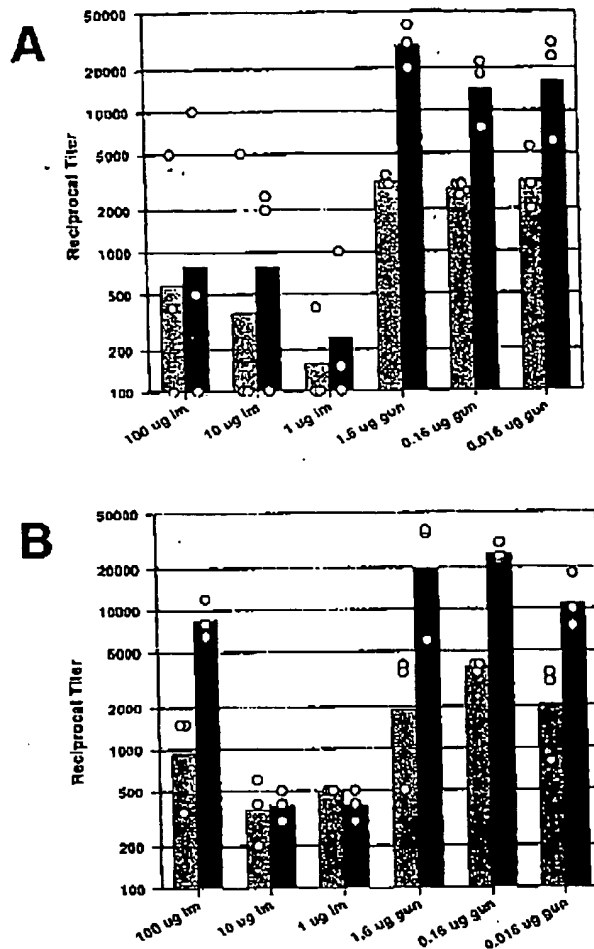 A
50000
20000
10000
5000
2000
1000
500
200
100
Reciprocal Titer
100 ug im
10 ug im
1 ug im
1.6 ug gun
0.16 ug gun
0.016 ug gun
B
50000
20000
10000
5000
2000
1000
500
200
100
Reciprocal Titer
100 ug im
10 ug im
1 ug im
1.6 ug gun
0.16 ug gun
0.016 ug gun